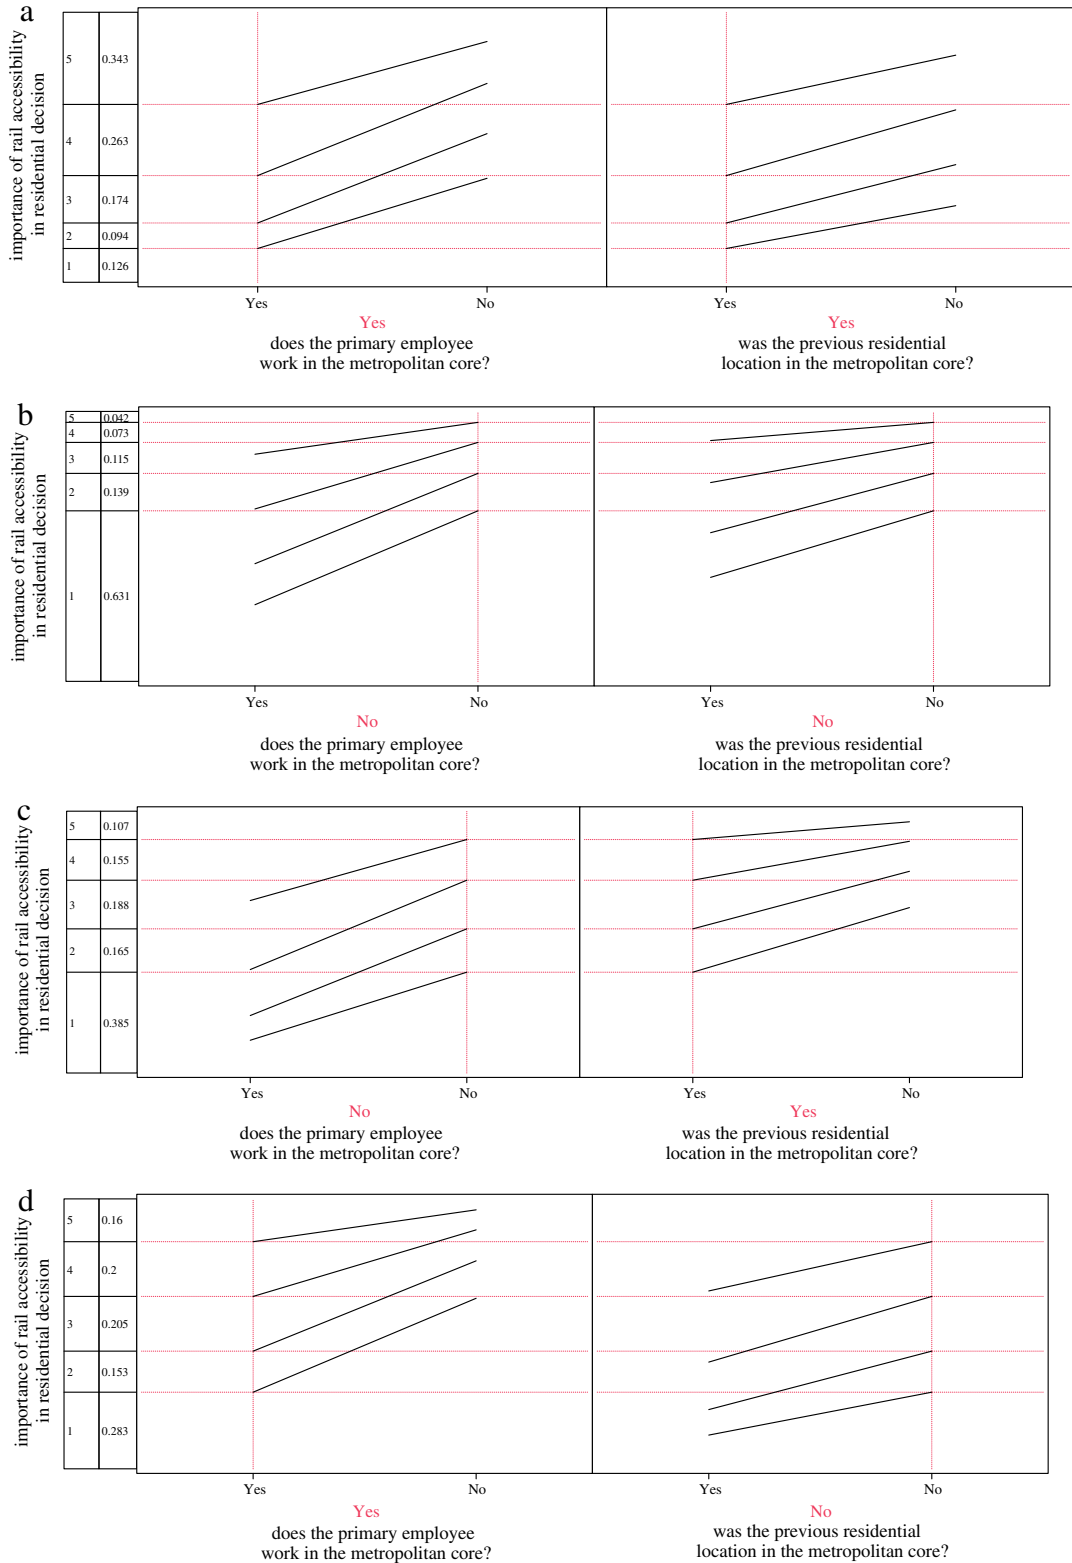 a
importance of rail accessibility
in residential decision
5 0.343
4 0.263
3 0.174
2 0.094
1 0.126
Yes No Yes No
Yes Yes
does the primary employee was the previous residential
work in the metropolitan core? location in the metropolitan core?
b
importance of rail accessibility
in residential decision
5 0.042
4 0.073
3 0.115
2 0.139
1 0.631
Yes No Yes No
No No
does the primary employee was the previous residential
work in the metropolitan core? location in the metropolitan core?
c
importance of rail accessibility
in residential decision
5 0.107
4 0.155
3 0.188
2 0.165
1 0.385
Yes No Yes No
No Yes
does the primary employee was the previous residential
work in the metropolitan core? location in the metropolitan core?
d
importance of rail accessibility
in residential decision
5 0.16
4 0.2
3 0.205
2 0.153
1 0.283
Yes No Yes No
Yes No
does the primary employee was the previous residential
work in the metropolitan core? location in the metropolitan core?